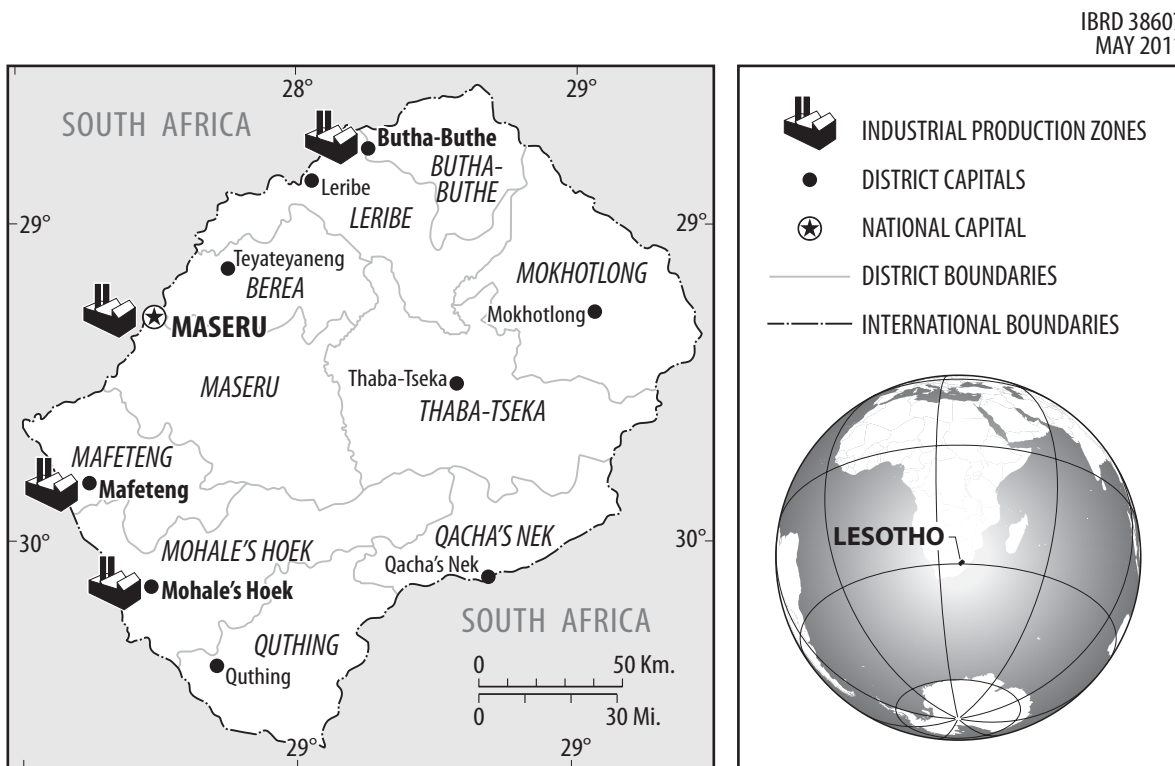 IBRD 3860
MAY 201
28°
29°
SOUTH AFRICA
Butha-Buthe
BUTHA-
BUTHE
Leribe
LERIBE
29°
29°
Teyateyaneng
BEREA
MOKHOTLONG
Mokhotlong
MASERU
MASERU
Thaba-Tseka
THABA-TSEKA
MAFETENG
Mafeteng
30°
30°
MOHALE'S HOEK
QACHA'S NEK
Qacha's Nek
Mohale's Hoek
SOUTH AFRICA
QUTHING
Quthing
0 50 Km.
0 30 Mi.
29°
29°
INDUSTRIAL PRODUCTION ZONES
DISTRICT CAPITALS
NATIONAL CAPITAL
DISTRICT BOUNDARIES
INTERNATIONAL BOUNDARIES
LESOTHO